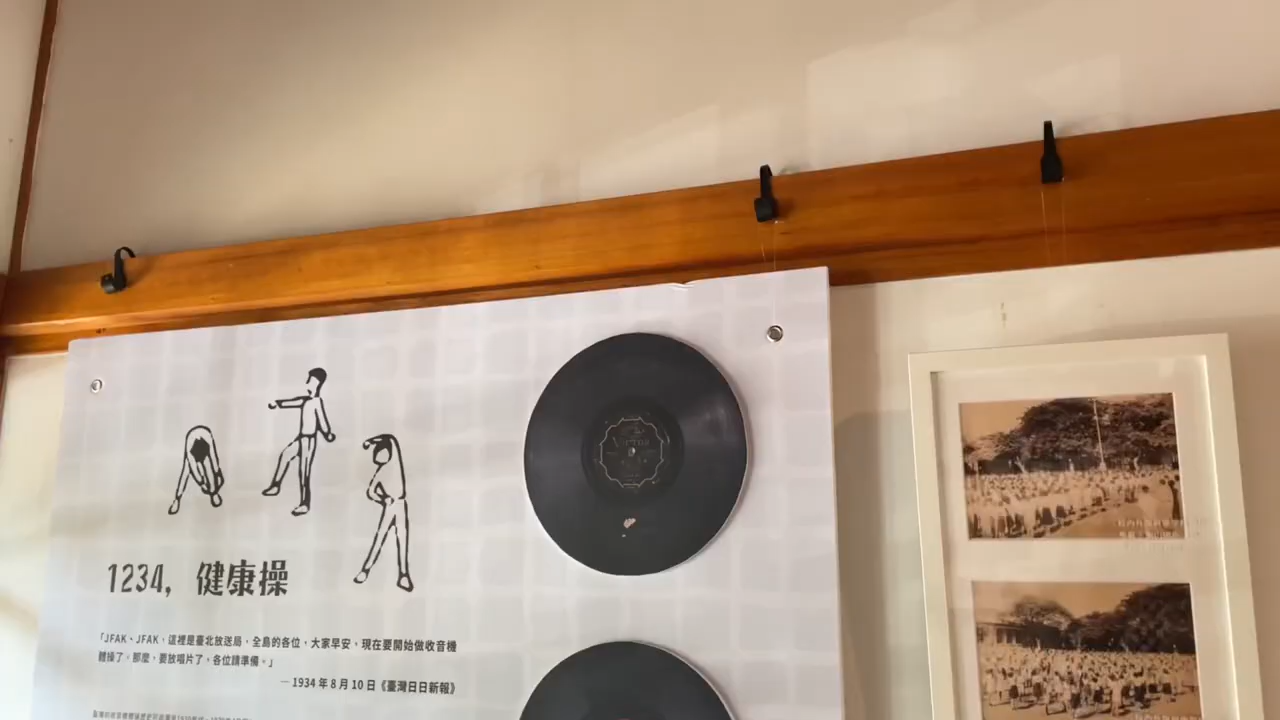 1234，健康操
「JFAK、JFAK，這裡是臺北放送局，全島的各位，大家早安，現在要開始做收音機
體操了。那麼，要放唱片了，各位請準備。」
— 1934 年 8 月 10 日《臺灣日日新報》
VICTOR